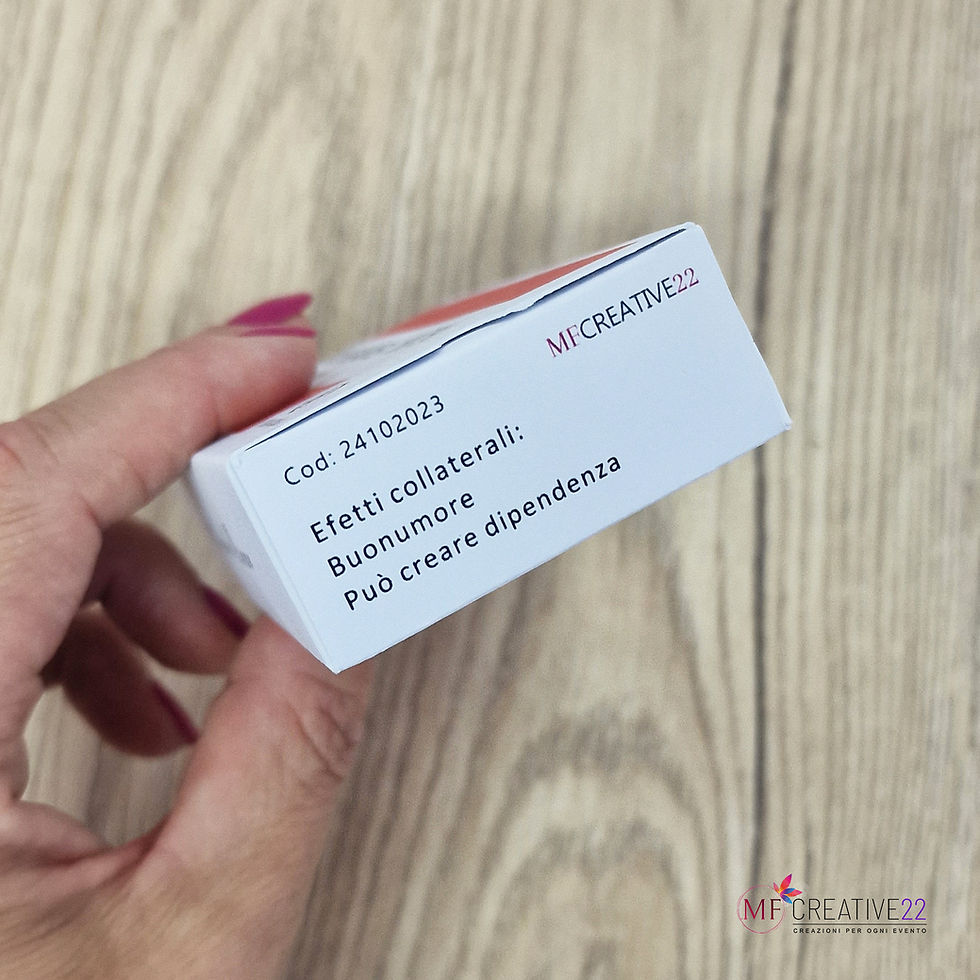 MFCREATIVE22
Cod: 24102023
Efetti collaterali:
Buonumore
Può creare dipendenza
MF CREATIVE22
CREAZIONI PER OGNI EVENTO